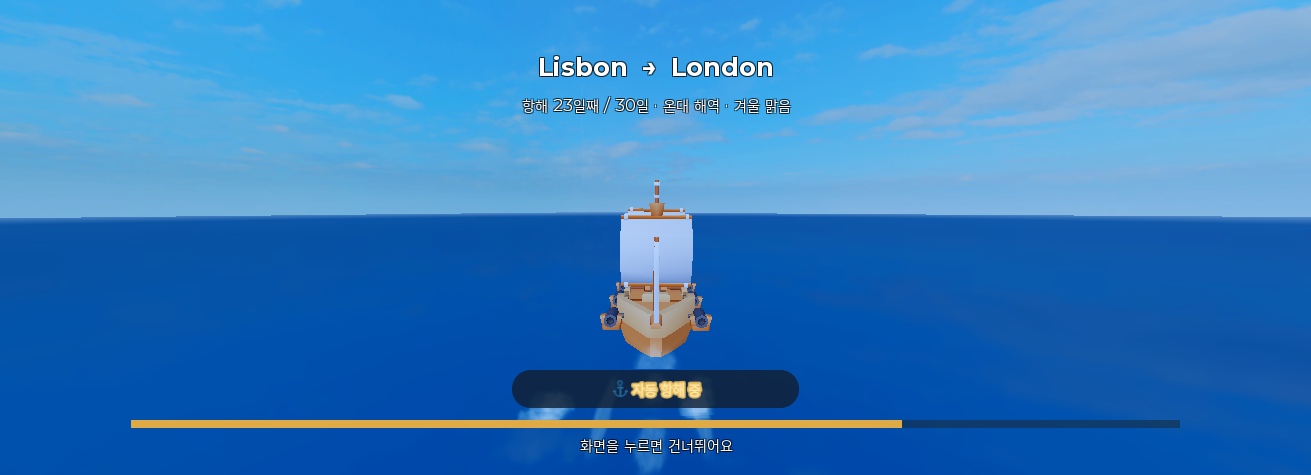 Lisbon → London
항해 23일째 / 30일 · 온대 해역 · 겨울 맑음
⚓ 자동 항해 중
화면을 누르면 건너뛰어요